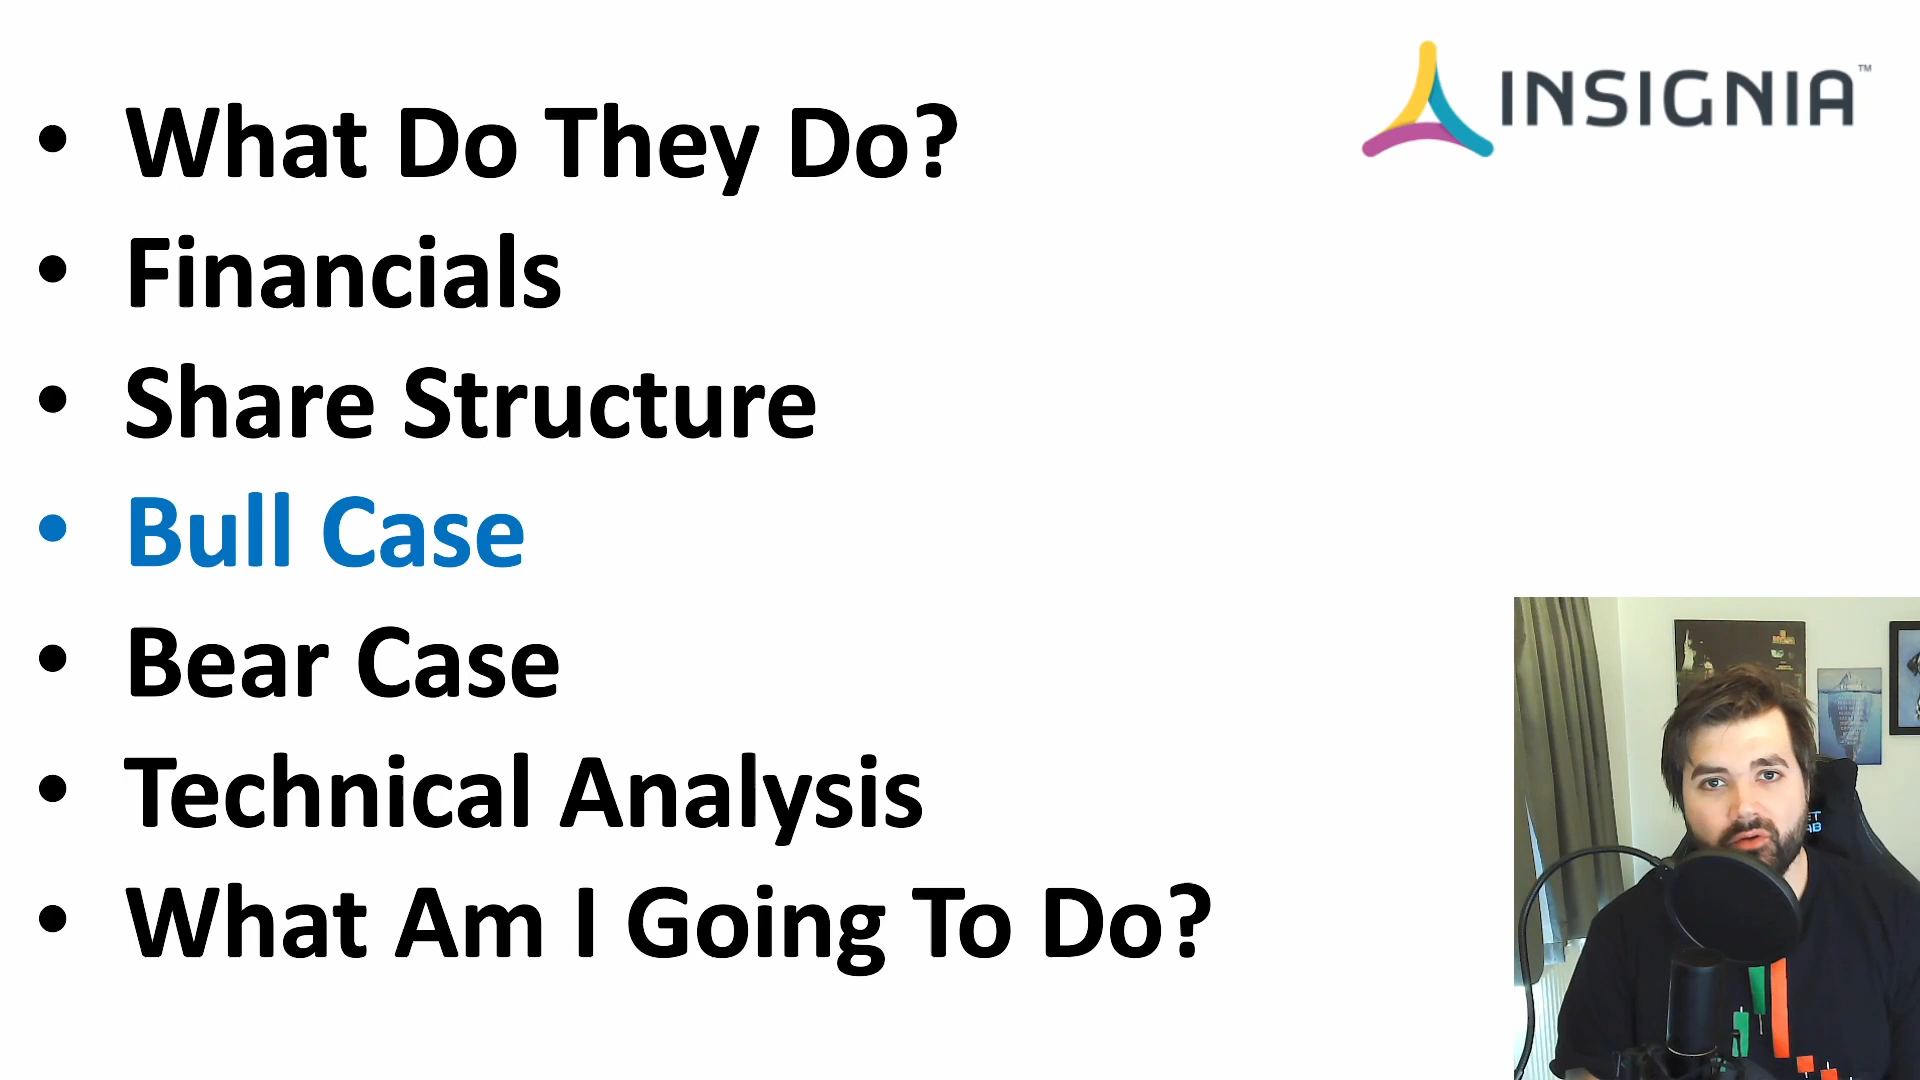 INSIGNIA™
• What Do They Do?
• Financials
• Share Structure
• Bull Case
• Bear Case
• Technical Analysis
• What Am I Going To Do?